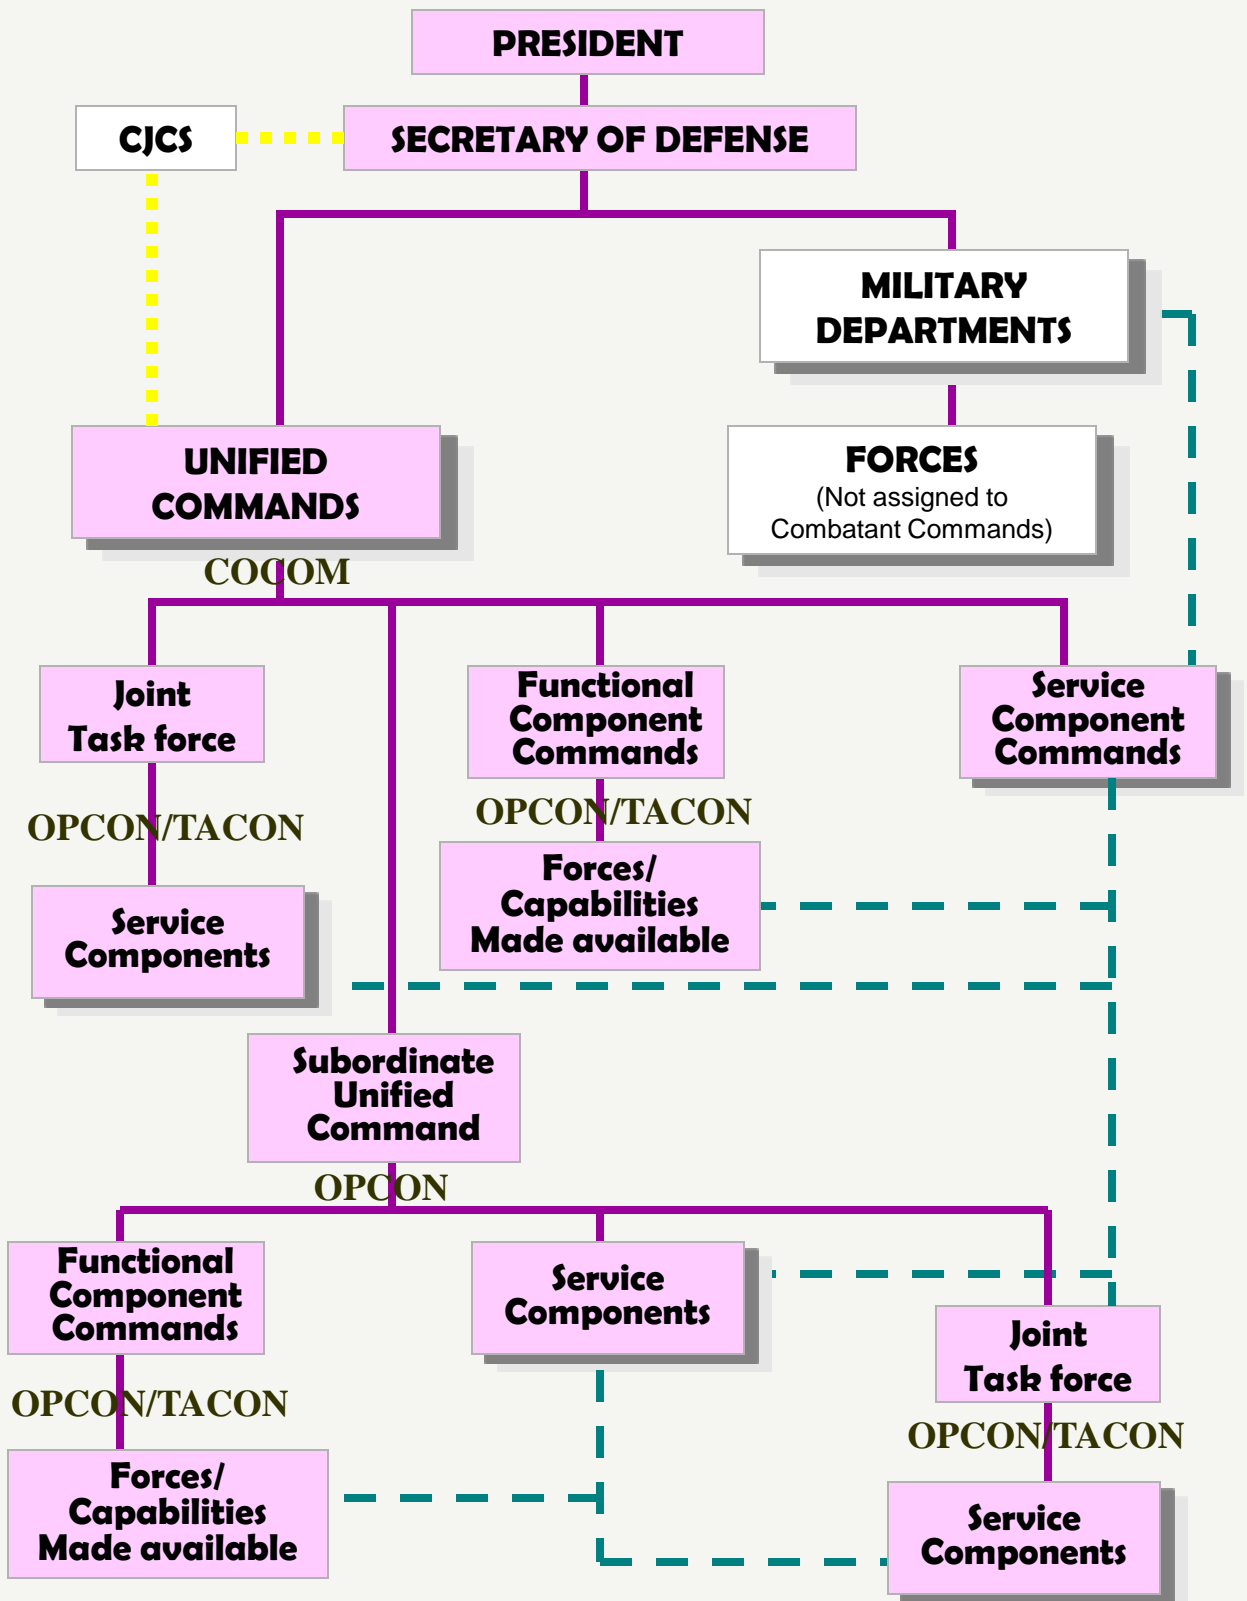 PRESIDENT
CJCS
SECRETARY OF DEFENSE
MILITARY
DEPARTMENTS
UNIFIED
COMMANDS
FORCES
(Not assigned to
Combatant Commands)
COCOM
Joint
Task force
Functional
Component
Commands
Service
Component
Commands
OPCON/TACON
OPCON/TACON
Service
Components
Forces/
Capabilities
Made available
Subordinate
Unified
Command
OPCON
Functional
Component
Commands
Service
Components
Joint
Task force
OPCON/TACON
OPCON/TACON
Forces/
Capabilities
Made available
Service
Components